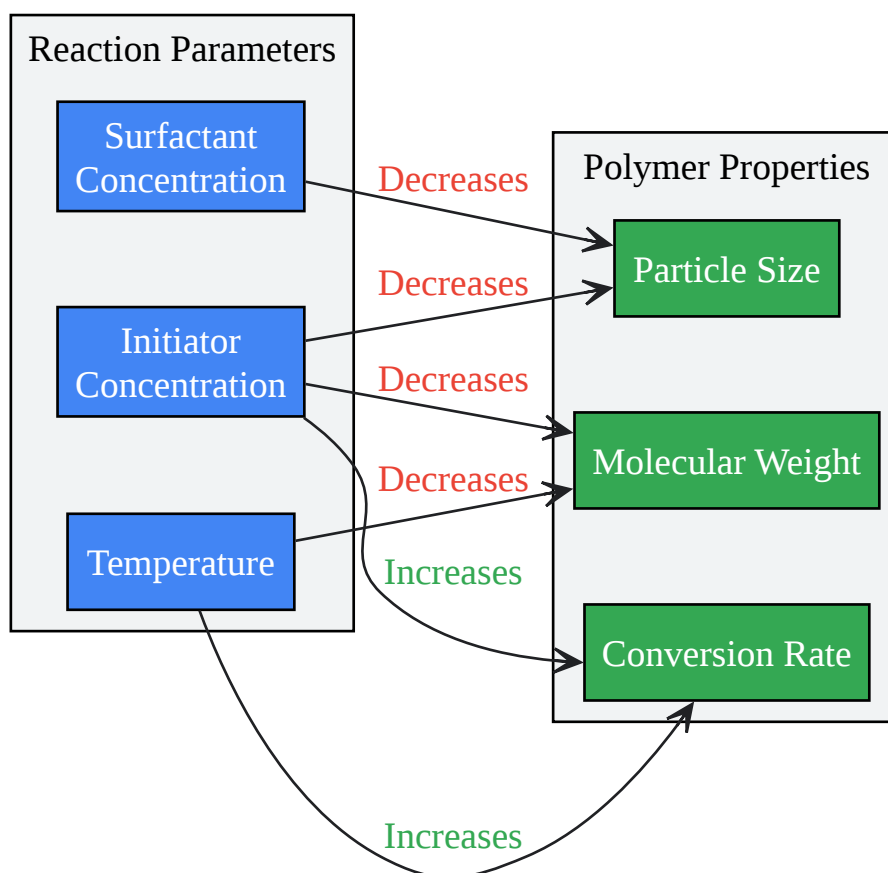 Reaction Parameters
Surfactant
Concentration
Initiator
Concentration
Temperature
Decreases
Decreases
Decreases
Decreases
Increases
Increases
Polymer Properties
Particle Size
Molecular Weight
Conversion Rate